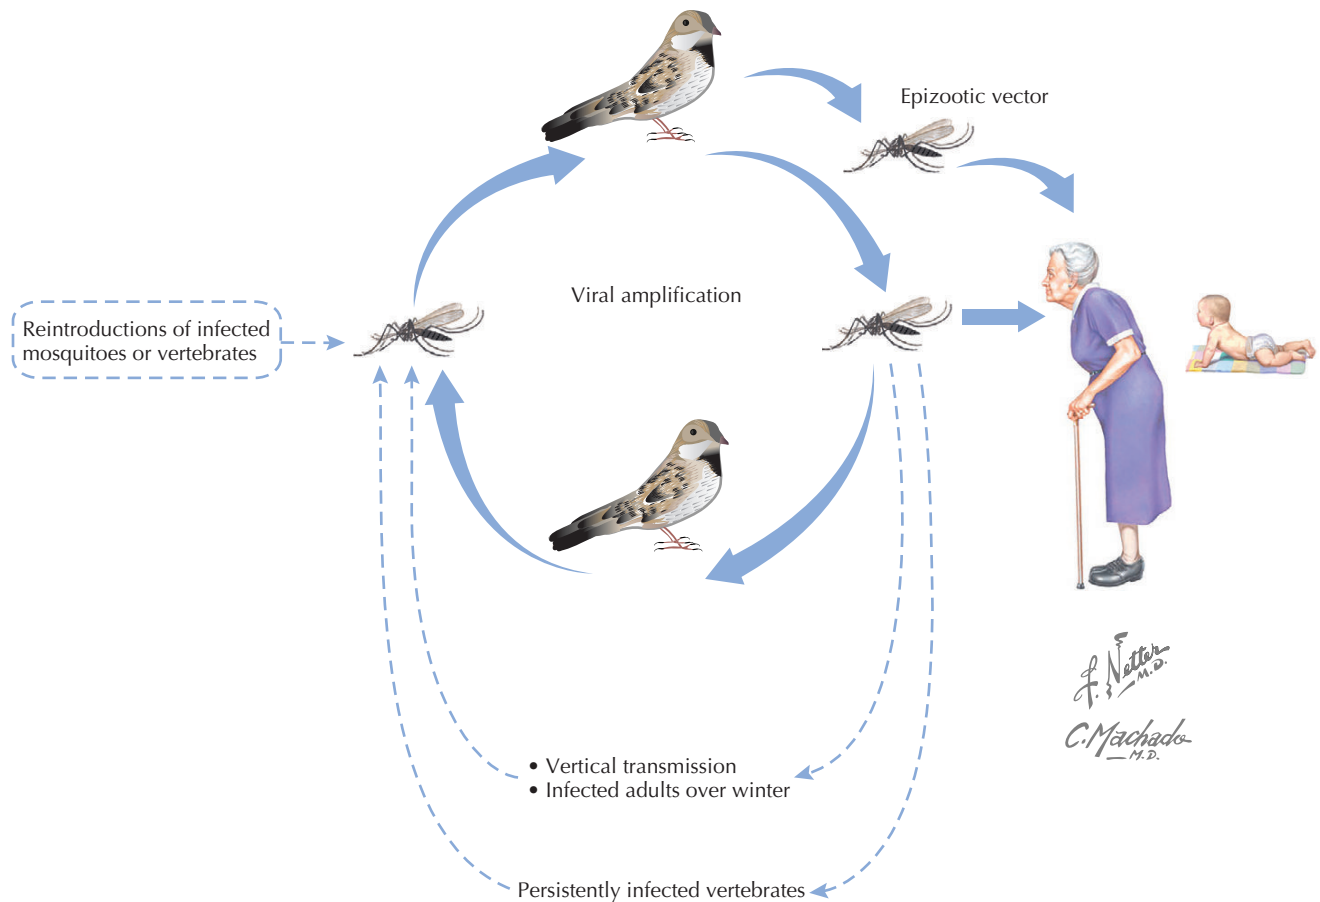 Epizootic vector
Viral amplification
Reintroductions of infected
mosquitoes or vertebrates
• Vertical transmission
• Infected adults over winter
Persistently infected vertebrates
F. Netter
M.D.
C. Machado
M.D.